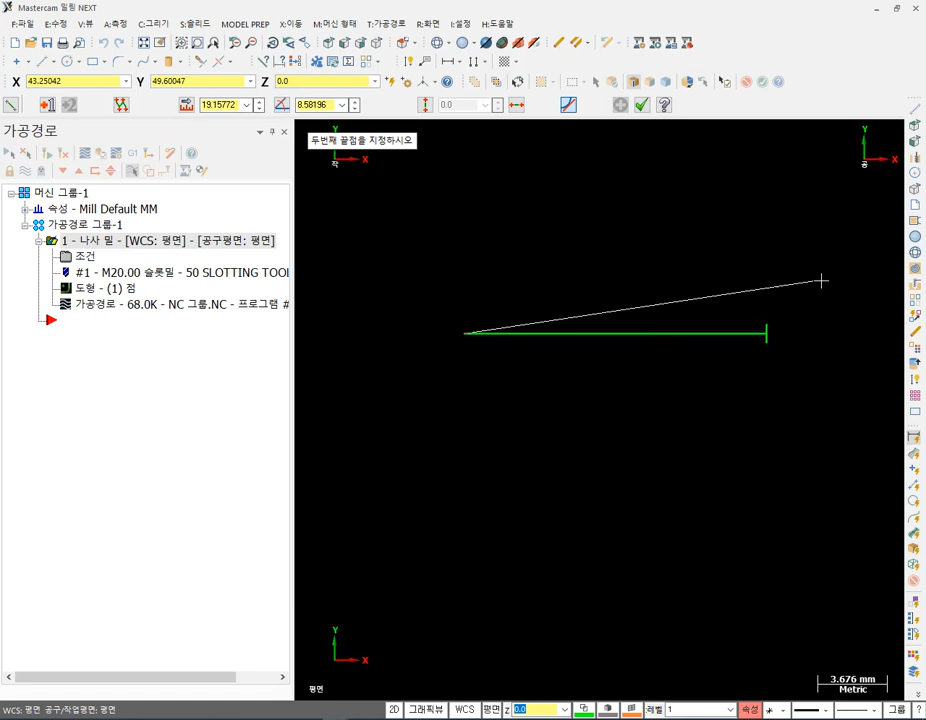 Mastercam 밀링 NEXT
F:파일 E:수정 V:뷰 A:측정 C:그리기 S:솔리드 MODEL PREP X:이동 M:머신 형태 T:가공경로 R:화면 I:설정 H:도움말
X 43.25042 Y 49.60047 Z 0.0
1 2 19.15772 8.58196 0.0
가공경로
G1
머신 그룹-1
속성 - Mill Default MM
가공경로 그룹-1
1 - 나사 밀 - [WCS: 평면] - [공구평면: 평면]
조건
#1 - M20.00 슬롯밀 - 50 SLOTTING TOOL
도형 - (1) 점
가공경로 - 68.0K - NC 그룹.NC - 프로그램 #
Y
두번째 끝점을 지정하시오
X
작
Y
X
공
Y
X
평면
3.676 mm
Metric
WCS: 평면 공구/작업평면: 평면
2D 그래픽뷰 WCS 평면 Z 0.0 레벨 1 속성 그룹 ?